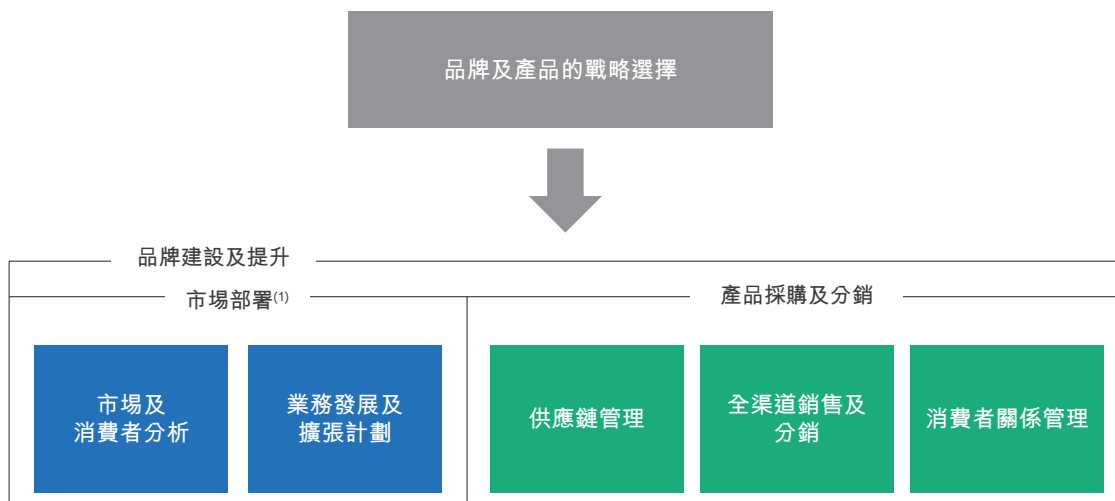 品牌及產品的戰略選擇
品牌建設及提升
市場部署(1)
產品採購及分銷
市場及
消費者分析
業務發展及
擴張計劃
供應鏈管理
全渠道銷售及
分銷
消費者關係管理